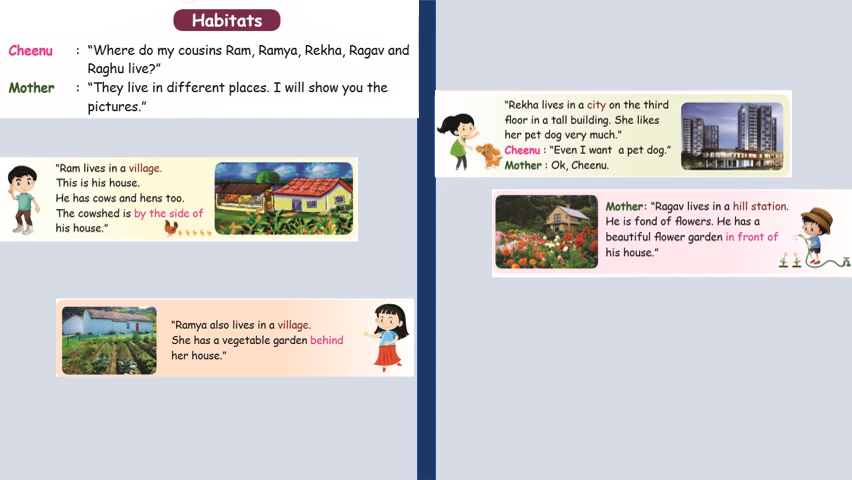 Habitats
Cheenu : “Where do my cousins Ram, Ramya, Rekha, Ragav and
Raghu live?”
Mother : “They live in different places. I will show you the
pictures.”
“Ram lives in a village.
This is his house.
He has cows and hens too.
The cowshed is by the side of
his house.”
“Ramya also lives in a village.
She has a vegetable garden behind
her house.”
“Rekha lives in a city on the third
floor in a tall building. She likes
her pet dog very much.”
Cheenu : “Even I want a pet dog.”
Mother : Ok, Cheenu.
Mother: “Ragav lives in a hill station.
He is fond of flowers. He has a
beautiful flower garden in front of
his house.”